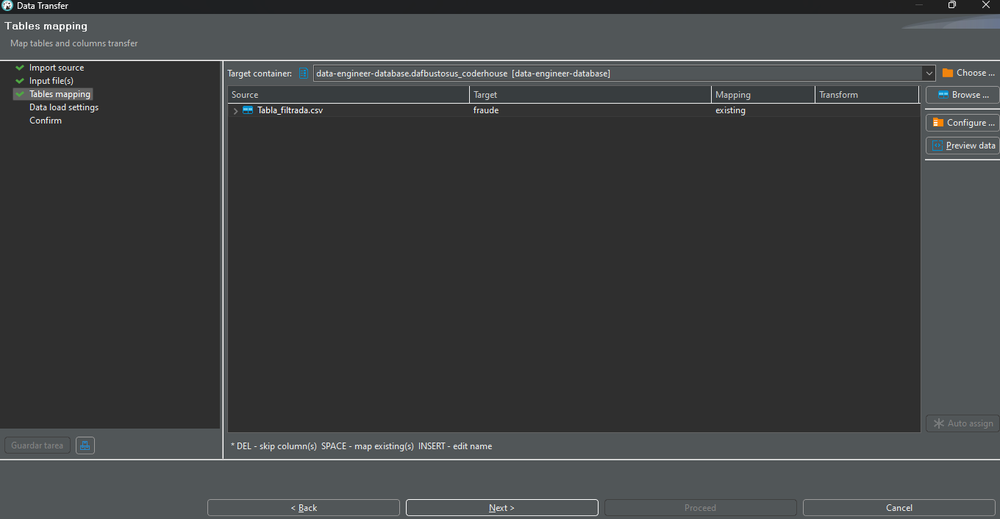 Data Transfer
Tables mapping
Map tables and columns transfer
Import source
Input file(s)
Tables mapping
Data load settings
Confirm
Target container: data-engineer-database.dafbustosus_coderhouse [data-engineer-database] Choose ...
Source Target Mapping Transform
Tabla_filtrada.csv fraude existing
Browse ...
Configure ...
Preview data
Auto assign
Guardar tarea
* DEL - skip column(s) SPACE - map existing(s) INSERT - edit name
< Back Next > Proceed Cancel